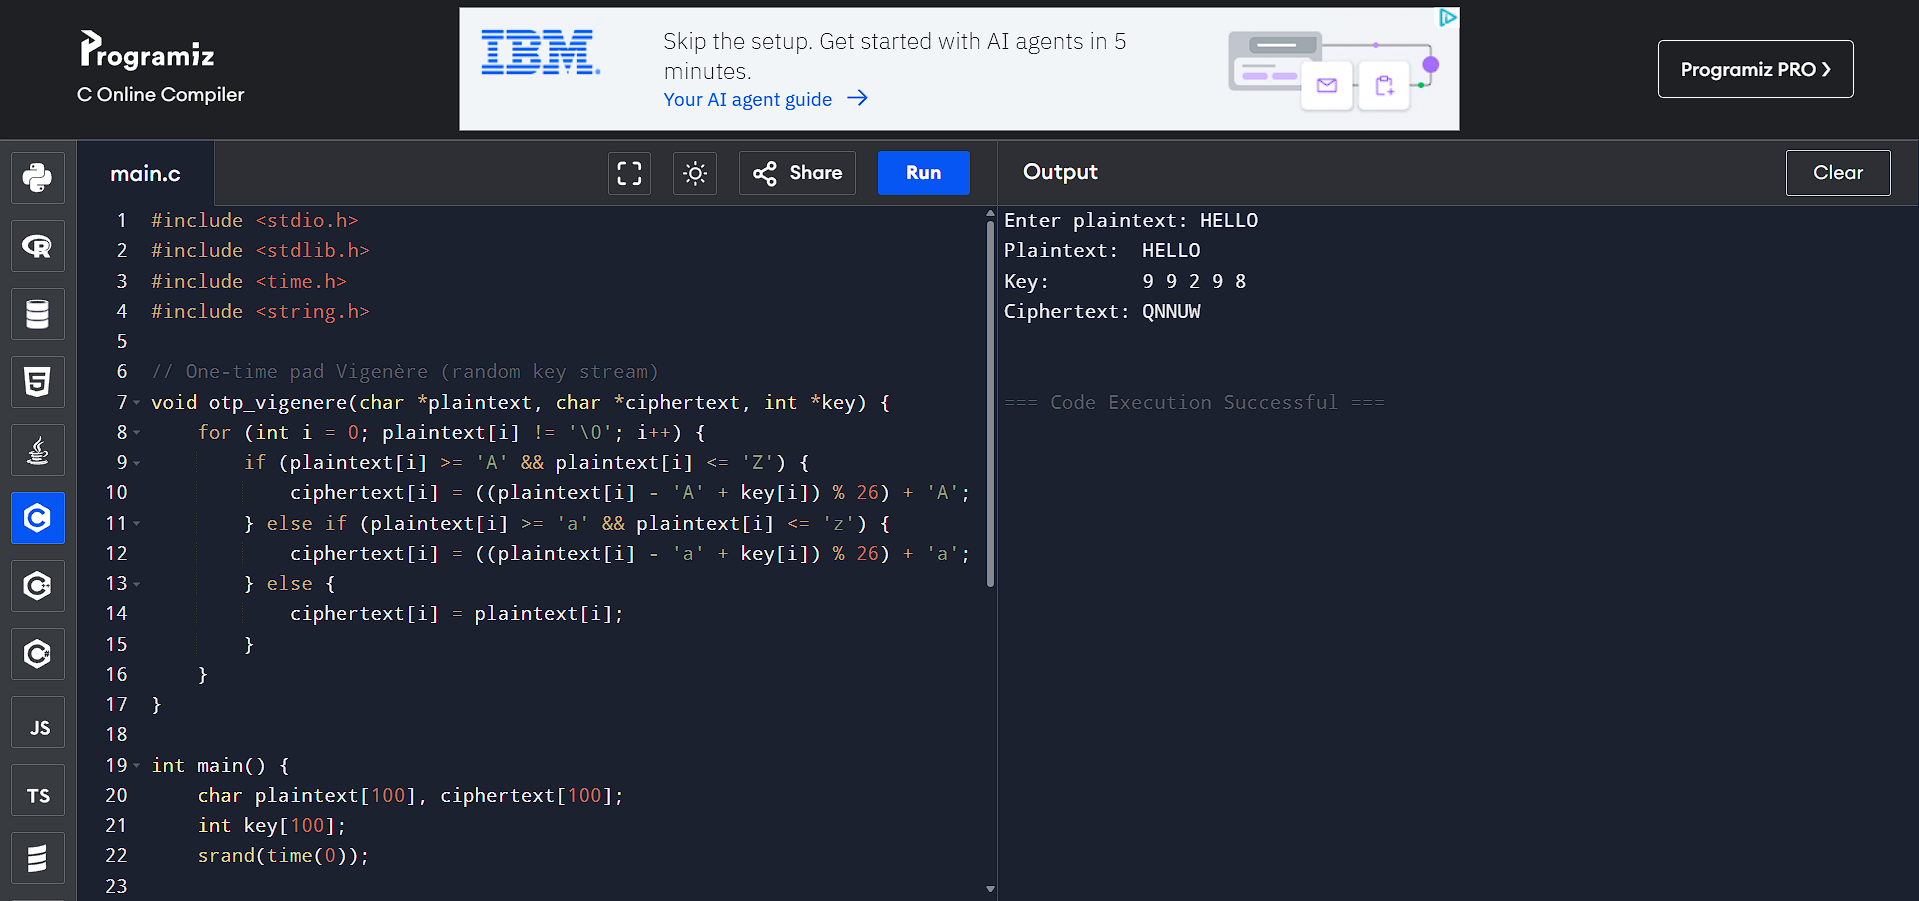 Programiz
C Online Compiler
IBM
Skip the setup. Get started with AI agents in 5
minutes.
Your AI agent guide →
Programiz PRO ❯
main.c
Share
Run
Output
Clear
1 #include <stdio.h>
2 #include <stdlib.h>
3 #include <time.h>
4 #include <string.h>
5
6 // One-time pad Vigenère (random key stream)
7 void otp_vigenere(char *plaintext, char *ciphertext, int *key) {
8     for (int i = 0; plaintext[i] != '\0'; i++) {
9         if (plaintext[i] >= 'A' && plaintext[i] <= 'Z') {
10             ciphertext[i] = ((plaintext[i] - 'A' + key[i]) % 26) + 'A';
11         } else if (plaintext[i] >= 'a' && plaintext[i] <= 'z') {
12             ciphertext[i] = ((plaintext[i] - 'a' + key[i]) % 26) + 'a';
13         } else {
14             ciphertext[i] = plaintext[i];
15         }
16     }
17 }
18
19 int main() {
20     char plaintext[100], ciphertext[100];
21     int key[100];
22     srand(time(0));
23
Enter plaintext: HELLO
Plaintext:  HELLO
Key:        9 9 2 9 8
Ciphertext: QNNUW
=== Code Execution Successful ===
5
C
JS
TS